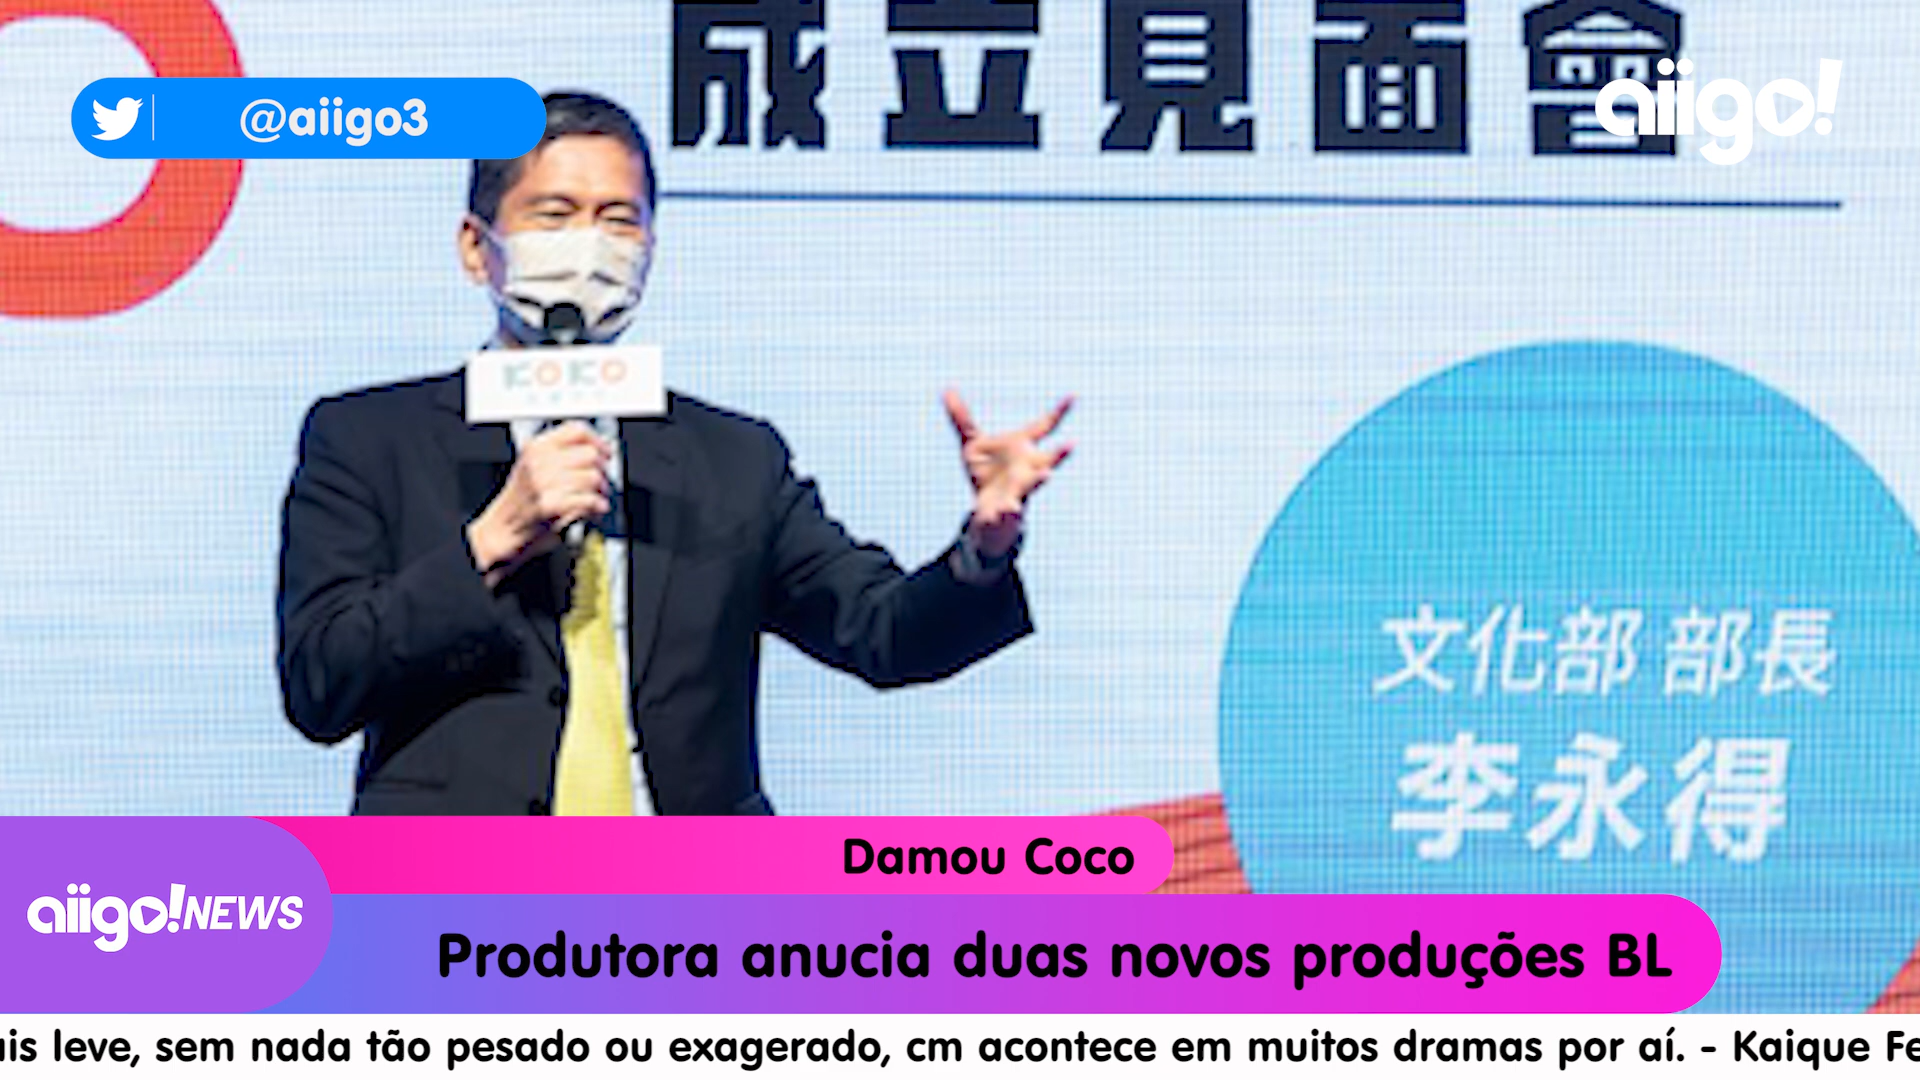 成立見面會
@aiigo3
aiigo!
KOKO
文化部 部長
李永得
Damou Coco
aiigo!NEWS
Produtora anucia duas novos produções BL
ais leve, sem nada tão pesado ou exagerado, cm acontece em muitos dramas por aí. - Kaique Fe